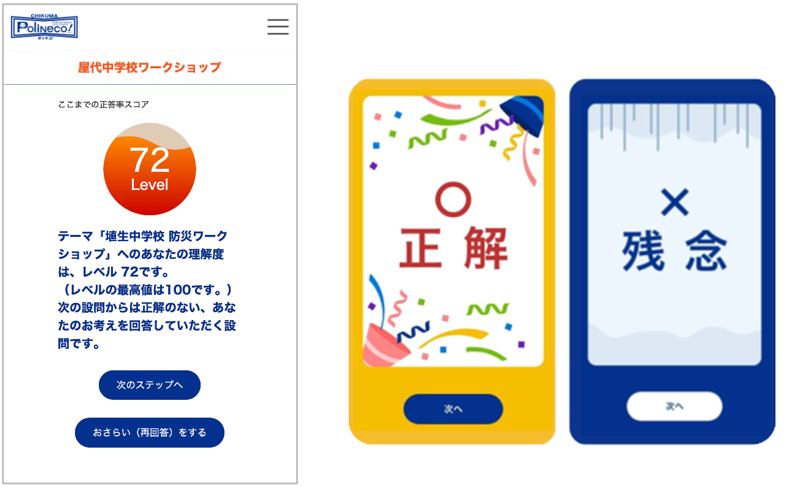 CHIKUMA
PoliNeco!
屋代中学校ワークショップ
ここまでの正答率スコア
72
Level
テーマ「埴生中学校 防災ワーク
ショップ」へのあなたの理解度
は、レベル 72です。
（レベルの最高値は100です。）
次の設問からは正解のない、あな
たのお考えを回答していただく設
問です。
次のステップへ
おさらい（再回答）をする
正解
次へ
残念
次へ